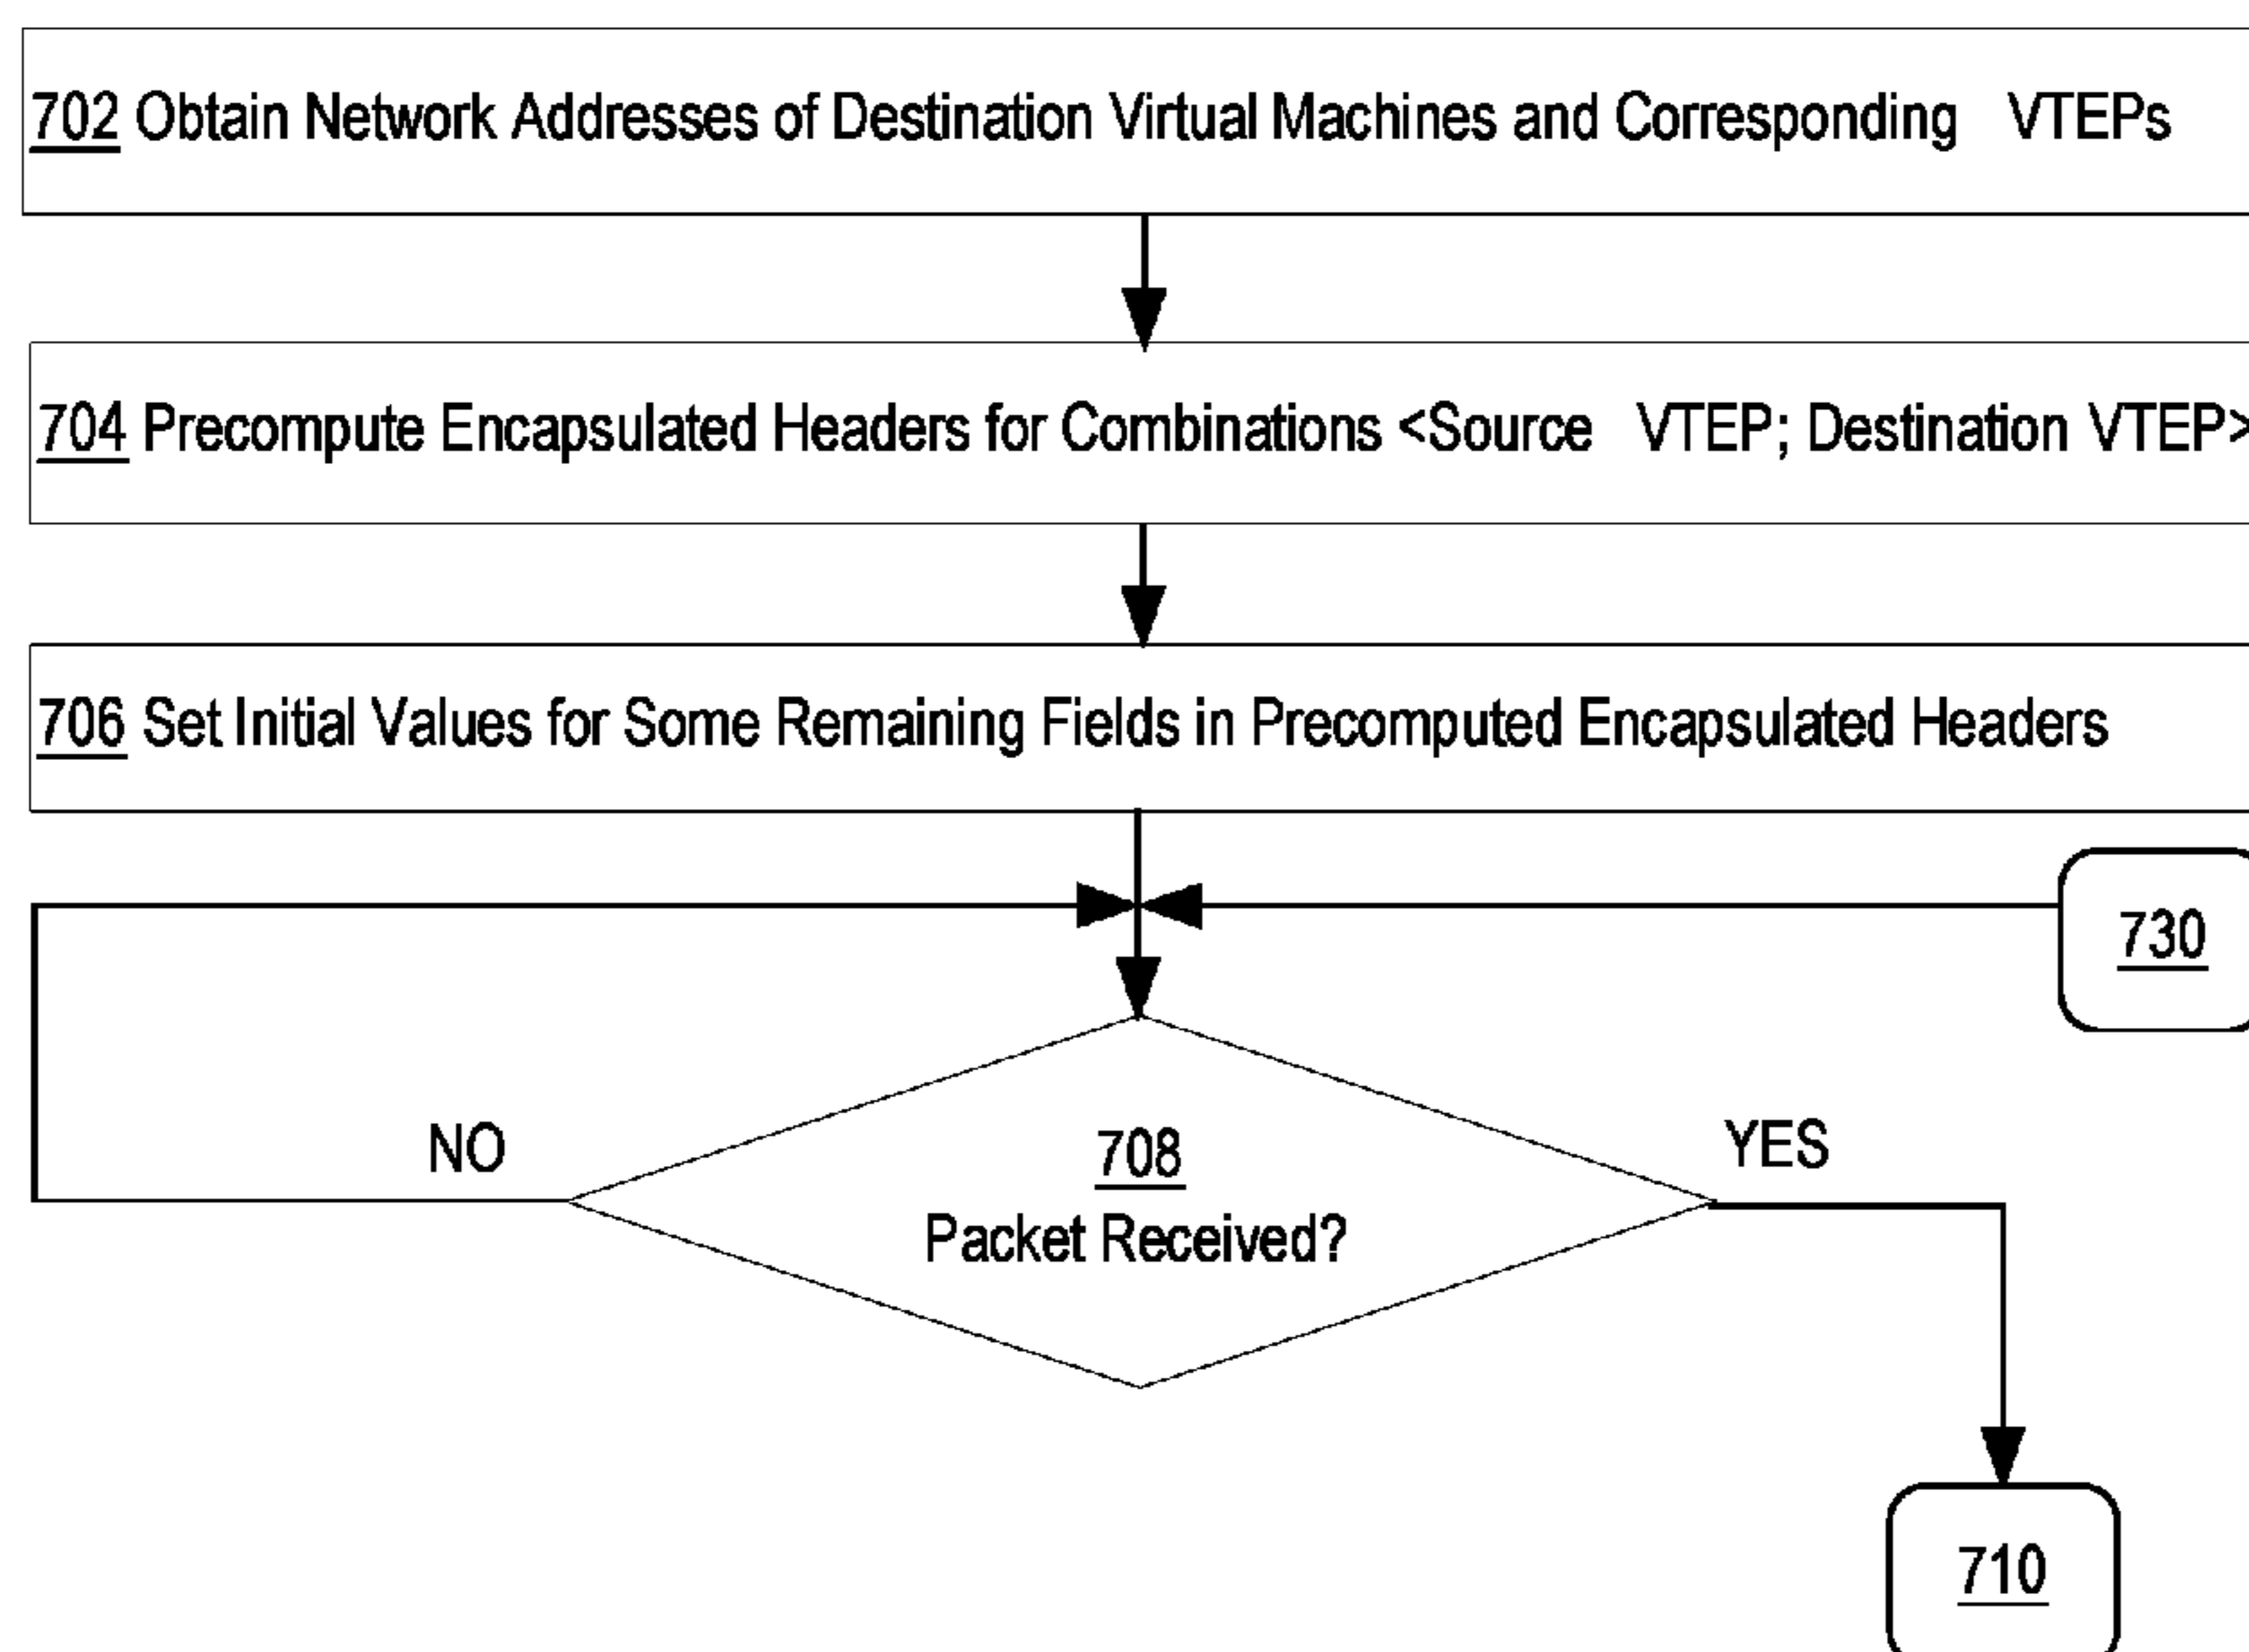 702 Obtain Network Addresses of Destination Virtual Machines and Corresponding VTEPs
704 Precompute Encapsulated Headers for Combinations <Source VTEP; Destination VTEP>
706 Set Initial Values for Some Remaining Fields in Precomputed Encapsulated Headers
730
NO
708
YES
Packet Received?
710